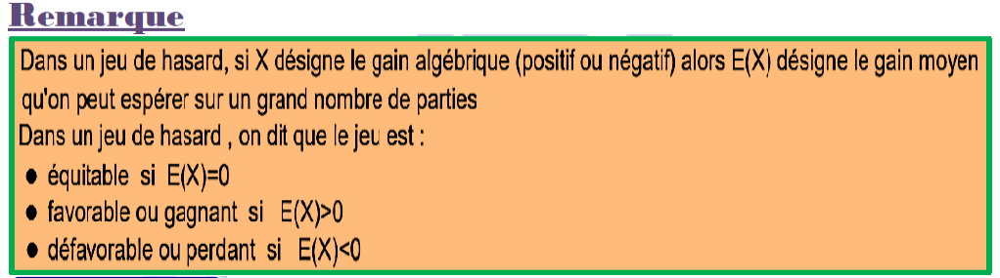 Remarque
Dans un jeu de hasard, si X désigne le gain algébrique (positif ou négatif) alors E(X) désigne le gain moyen
qu'on peut espérer sur un grand nombre de parties
Dans un jeu de hasard , on dit que le jeu est :
● équitable si E(X)=0
● favorable ou gagnant si E(X)>0
● défavorable ou perdant si E(X)<0